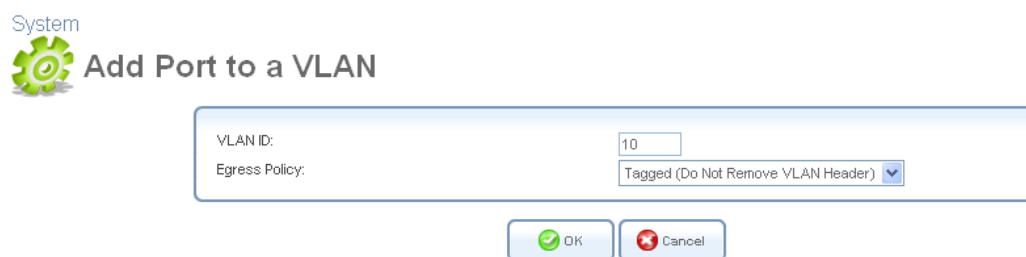 System
Add Port to a VLAN
VLAN ID: 10
Egress Policy: Tagged (Do Not Remove VLAN Header)
OK Cancel